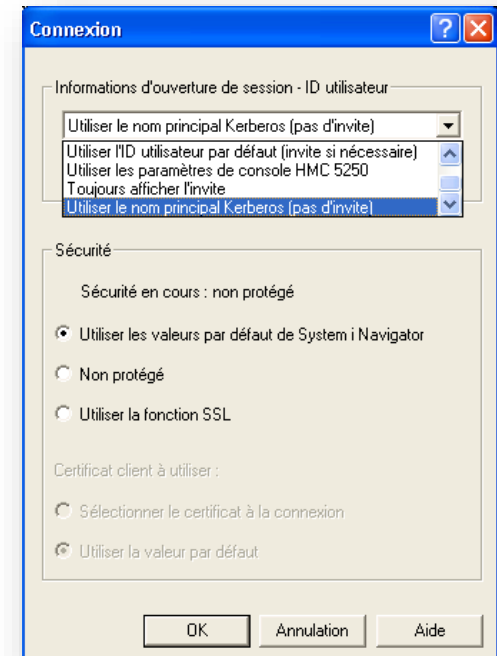 Connexion
Informations d'ouverture de session - ID utilisateur
Utiliser le nom principal Kerberos (pas d'invite)
Utiliser l'ID utilisateur par défaut (invite si nécessaire)
Utiliser les paramètres de console HMC 5250
Toujours afficher l'invite
Utiliser le nom principal Kerberos (pas d'invite)
Sécurité
Sécurité en cours : non protégé
Utiliser les valeurs par défaut de System i Navigator
Non protégé
Utiliser la fonction SSL
Certificat client à utiliser :
Sélectionner le certificat à la connexion
Utiliser la valeur par défaut
OK Annulation Aide